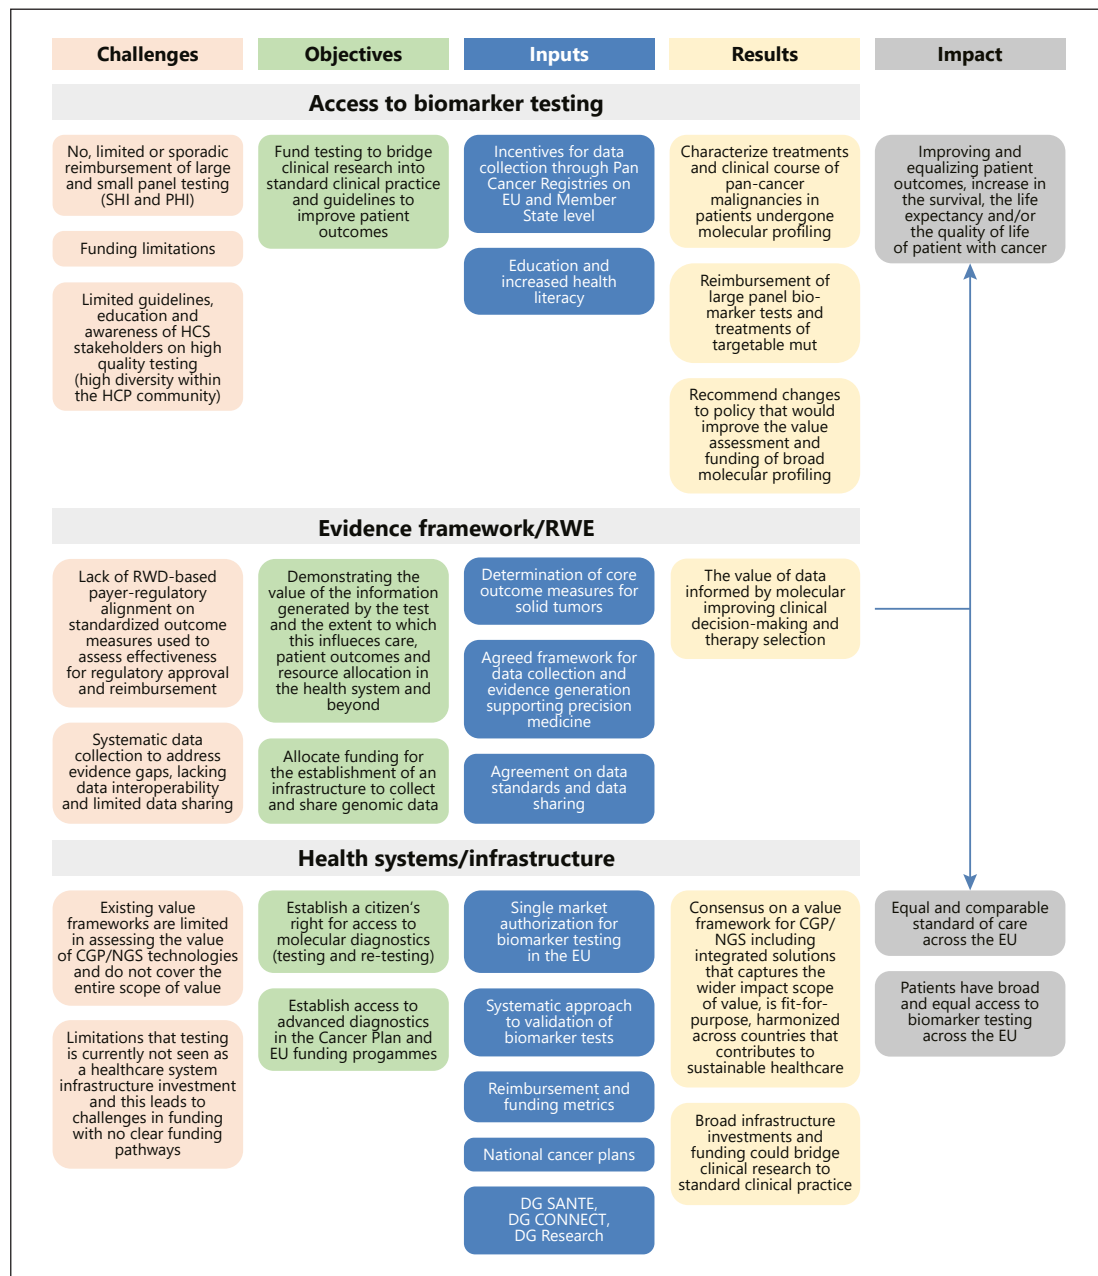 Challenges
Objectives
Inputs
Results
Impact
Access to biomarker testing
No, limited or sporadic
reimbursement of large
and small panel testing
(SHI and PHI)
Funding limitations
Limited guidelines,
education and
awareness of HCS
stakeholders on high
quality testing
(high diversity within
the HCP community)
Fund testing to bridge
clinical research into
standard clinical practice
and guidelines to
improve patient
outcomes
Incentives for data
collection through Pan
Cancer Registries on
EU and Member
State level
Education and
increased health
literacy
Characterize treatments
and clinical course of
pan-cancer
malignancies in
patients undergone
molecular profiling
Reimbursement of
large panel bio-
marker tests and
treatments of
targetable mut
Recommend changes
to policy that would
improve the value
assessment and
funding of broad
molecular profiling
Improving and
equalizing patient
outcomes, increase in
the survival, the life
expectancy and/or
the quality of life
of patient with cancer
Evidence framework/RWE
Lack of RWD-based
payer-regulatory
alignment on
standardized outcome
measures used to
assess effectiveness
for regulatory approval
and reimbursement
Systematic data
collection to address
evidence gaps, lacking
data interoperability
and limited data sharing
Demonstrating the
value of the information
generated by the test
and the extent to which
this influeces care,
patient outcomes and
resource allocation in
the health system and
beyond
Allocate funding for
the establishment of an
infrastructure to collect
and share genomic data
Determination of core
outcome measures for
solid tumors
Agreed framework for
data collection and
evidence generation
supporting precision
medicine
Agreement on data
standards and data
sharing
The value of data
informed by molecular
improving clinical
decision-making and
therapy selection
Health systems/infrastructure
Existing value
frameworks are limited
in assessing the value
of CGP/NGS technologies
and do not cover the
entire scope of value
Limitations that testing
is currently not seen as
a healthcare system
infrastructure investment
and this leads to
challenges in funding
with no clear funding
pathways
Establish a citizen's
right for access to
molecular diagnostics
(testing and re-testing)
Establish access to
advanced diagnostics
in the Cancer Plan and
EU funding progammes
Single market
authorization for
biomarker testing
in the EU
Systematic approach
to validation of
biomarker tests
Reimbursement and
funding metrics
National cancer plans
DG SANTE,
DG CONNECT,
DG Research
Consensus on a value
framework for CGP/
NGS including
integrated solutions
that captures the
wider impact scope
of value, is fit-for-
purpose, harmonized
across countries that
contributes to
sustainable healthcare
Broad infrastructure
investments and
funding could bridge
clinical research to
standard clinical practice
Equal and comparable
standard of care
across the EU
Patients have broad
and equal access to
biomarker testing
across the EU